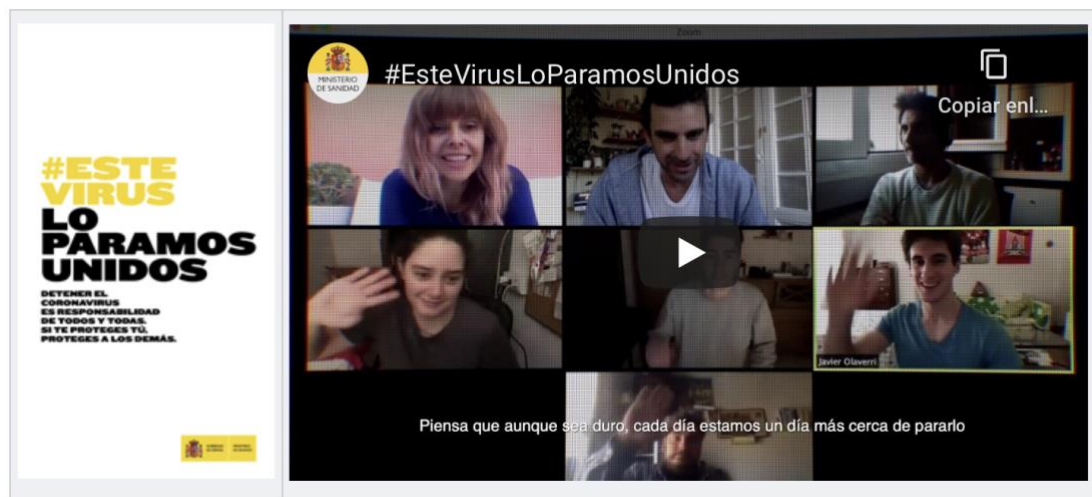 #ESTE
VIRUS
LO
PARAMOS
UNIDOS
DETENER EL
CORONAVIRUS
ES RESPONSABILIDAD
DE TODOS Y TODAS.
SI TE PROTEGES TÚ,
PROTEGES A LOS DEMÁS.
Zoom
MINISTERIO
DE SANIDAD
#EsteVirusLoParamosUnidos
Copiar enl...
Javier Olaverri
Piensa que aunque sea duro, cada día estamos un día más cerca de pararlo